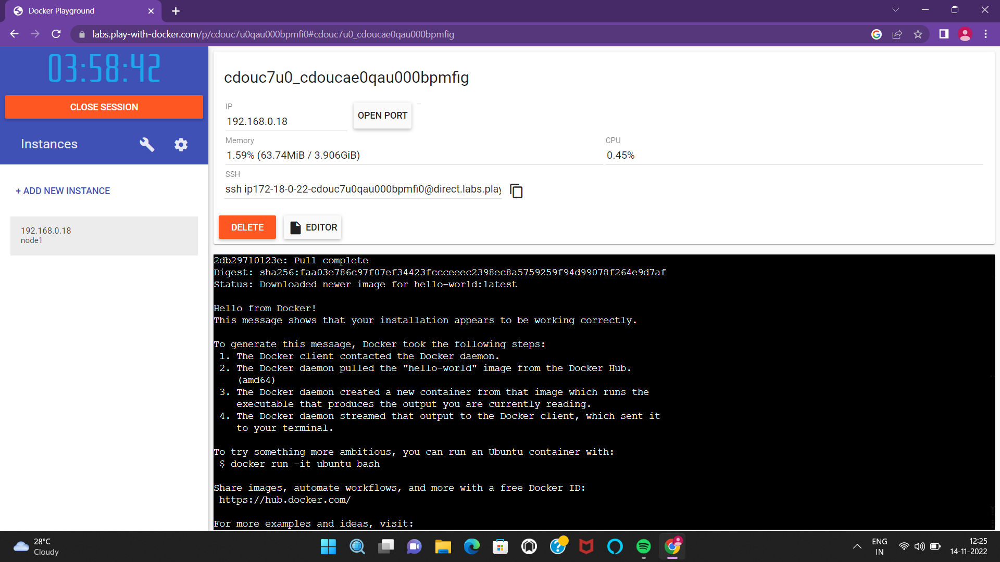 Docker Playground
labs.play-with-docker.com/p/cdouc7u0qau000bpmfi0#cdouc7u0_cdoucae0qau000bpmfig
03:58:42
CLOSE SESSION
Instances
+ ADD NEW INSTANCE
192.168.0.18
node1
cdouc7u0_cdoucae0qau000bpmfig
IP
192.168.0.18
OPEN PORT
Memory
1.59% (63.74MiB / 3.906GiB)
CPU
0.45%
SSH
ssh ip172-18-0-22-cdouc7u0qau000bpmfi0@direct.labs.play
DELETE
EDITOR
2db29710123e: Pull complete
Digest: sha256:faa03e786c97f07ef34423fccceeec2398ec8a5759259f94d99078f264e9d7af
Status: Downloaded newer image for hello-world:latest
Hello from Docker!
This message shows that your installation appears to be working correctly.
To generate this message, Docker took the following steps:
1. The Docker client contacted the Docker daemon.
2. The Docker daemon pulled the "hello-world" image from the Docker Hub.
(amd64)
3. The Docker daemon created a new container from that image which runs the
executable that produces the output you are currently reading.
4. The Docker daemon streamed that output to the Docker client, which sent it
to your terminal.
To try something more ambitious, you can run an Ubuntu container with:
$ docker run -it ubuntu bash
Share images, automate workflows, and more with a free Docker ID:
https://hub.docker.com/
For more examples and ideas, visit:
28°C
Cloudy
ENG
IN
12:25
14-11-2022